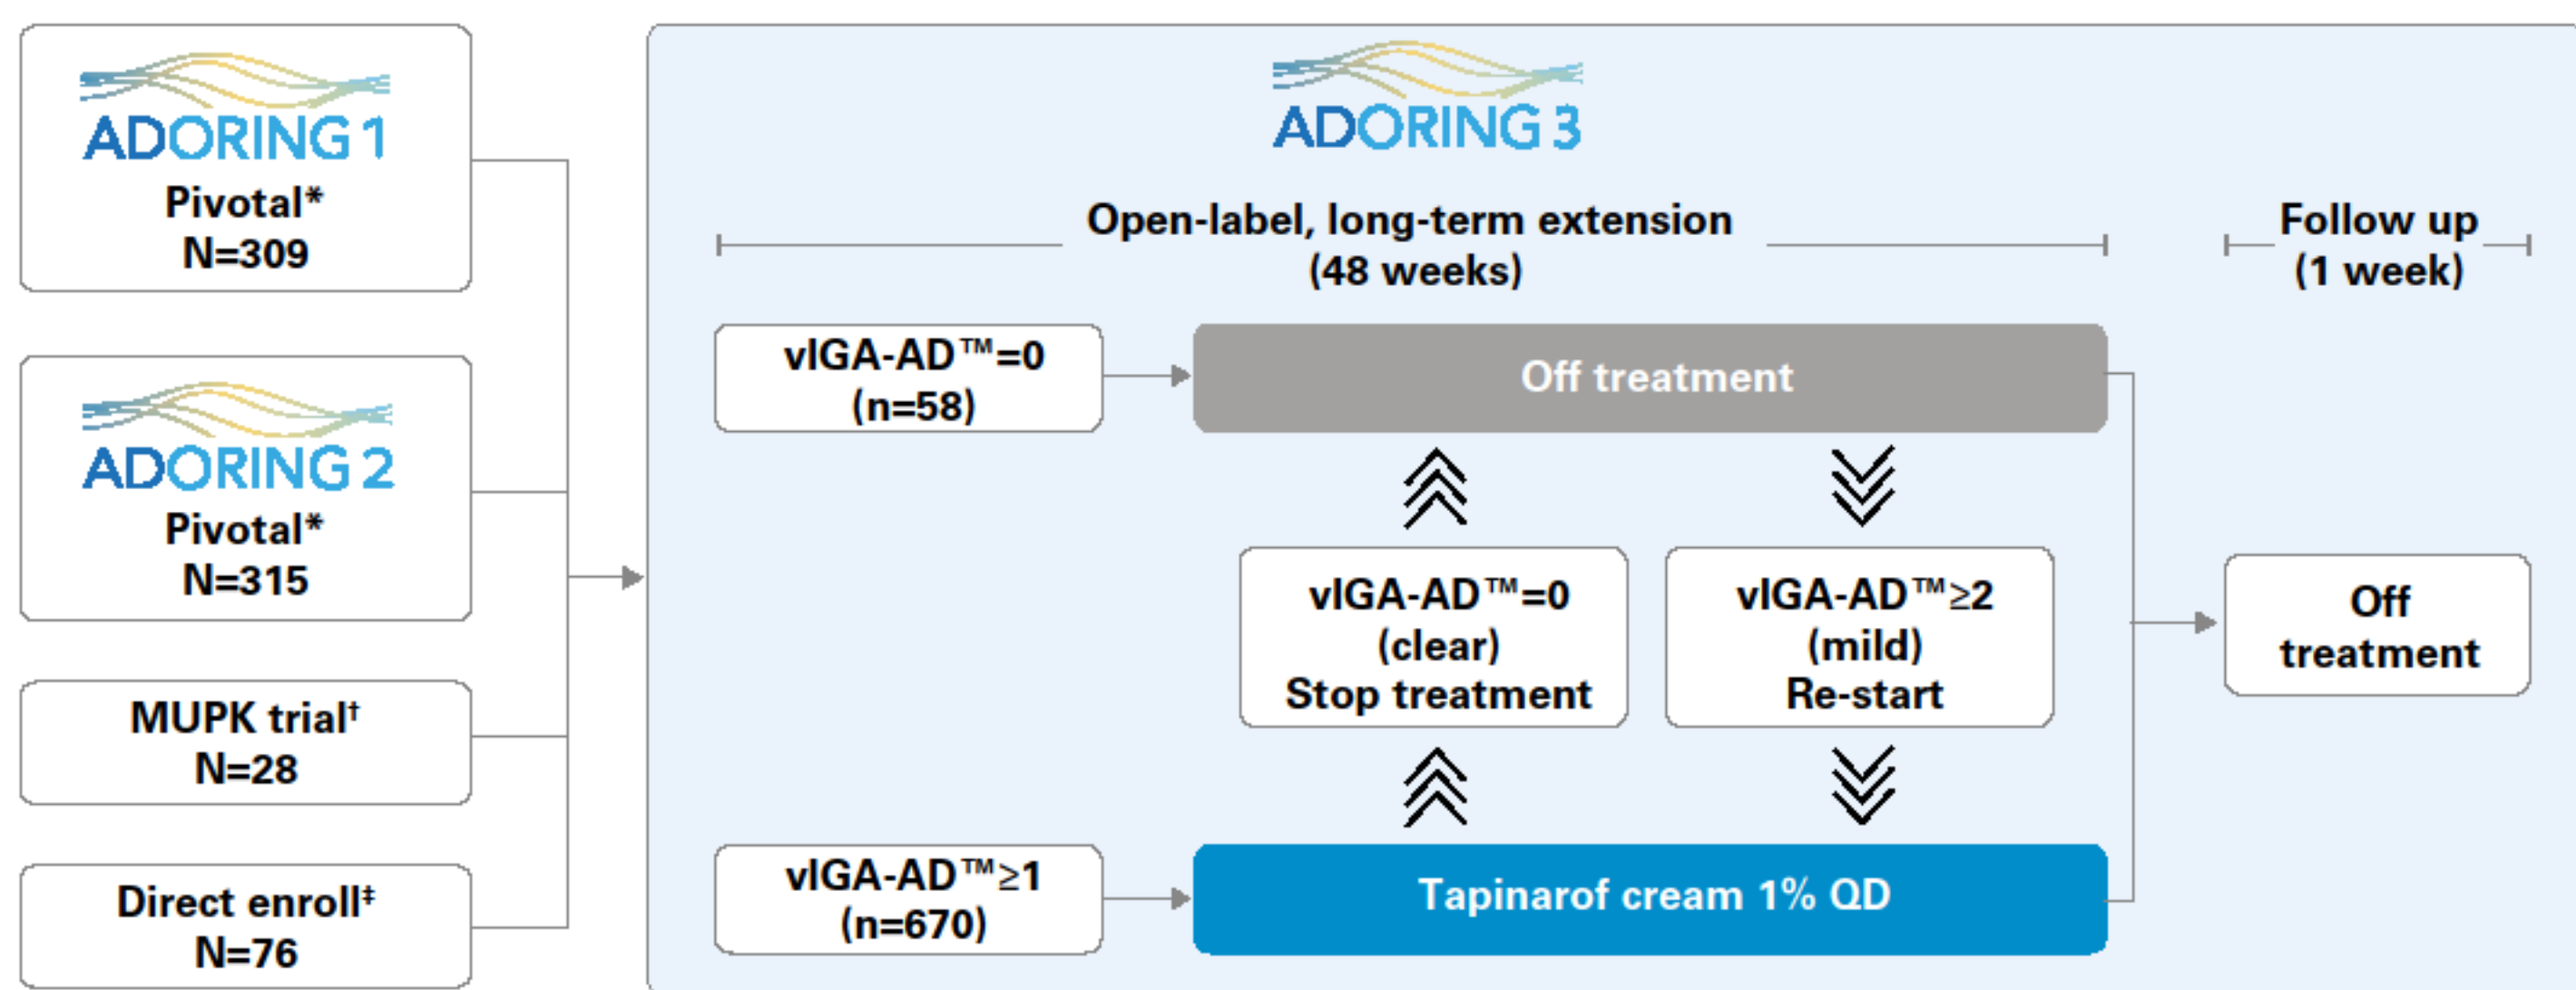 ADORING 1
Pivotal*
N=309
ADORING 2
Pivotal*
N=315
MUPK trial†
N=28
Direct enroll‡
N=76
ADORING 3
Open-label, long-term extension
(48 weeks)
Follow up
(1 week)
vIGA-AD™=0
(n=58)
Off treatment
vIGA-AD™=0
(clear)
Stop treatment
vIGA-AD™≥2
(mild)
Re-start
Off
treatment
vIGA-AD™≥1
(n=670)
Tapinarof cream 1% QD